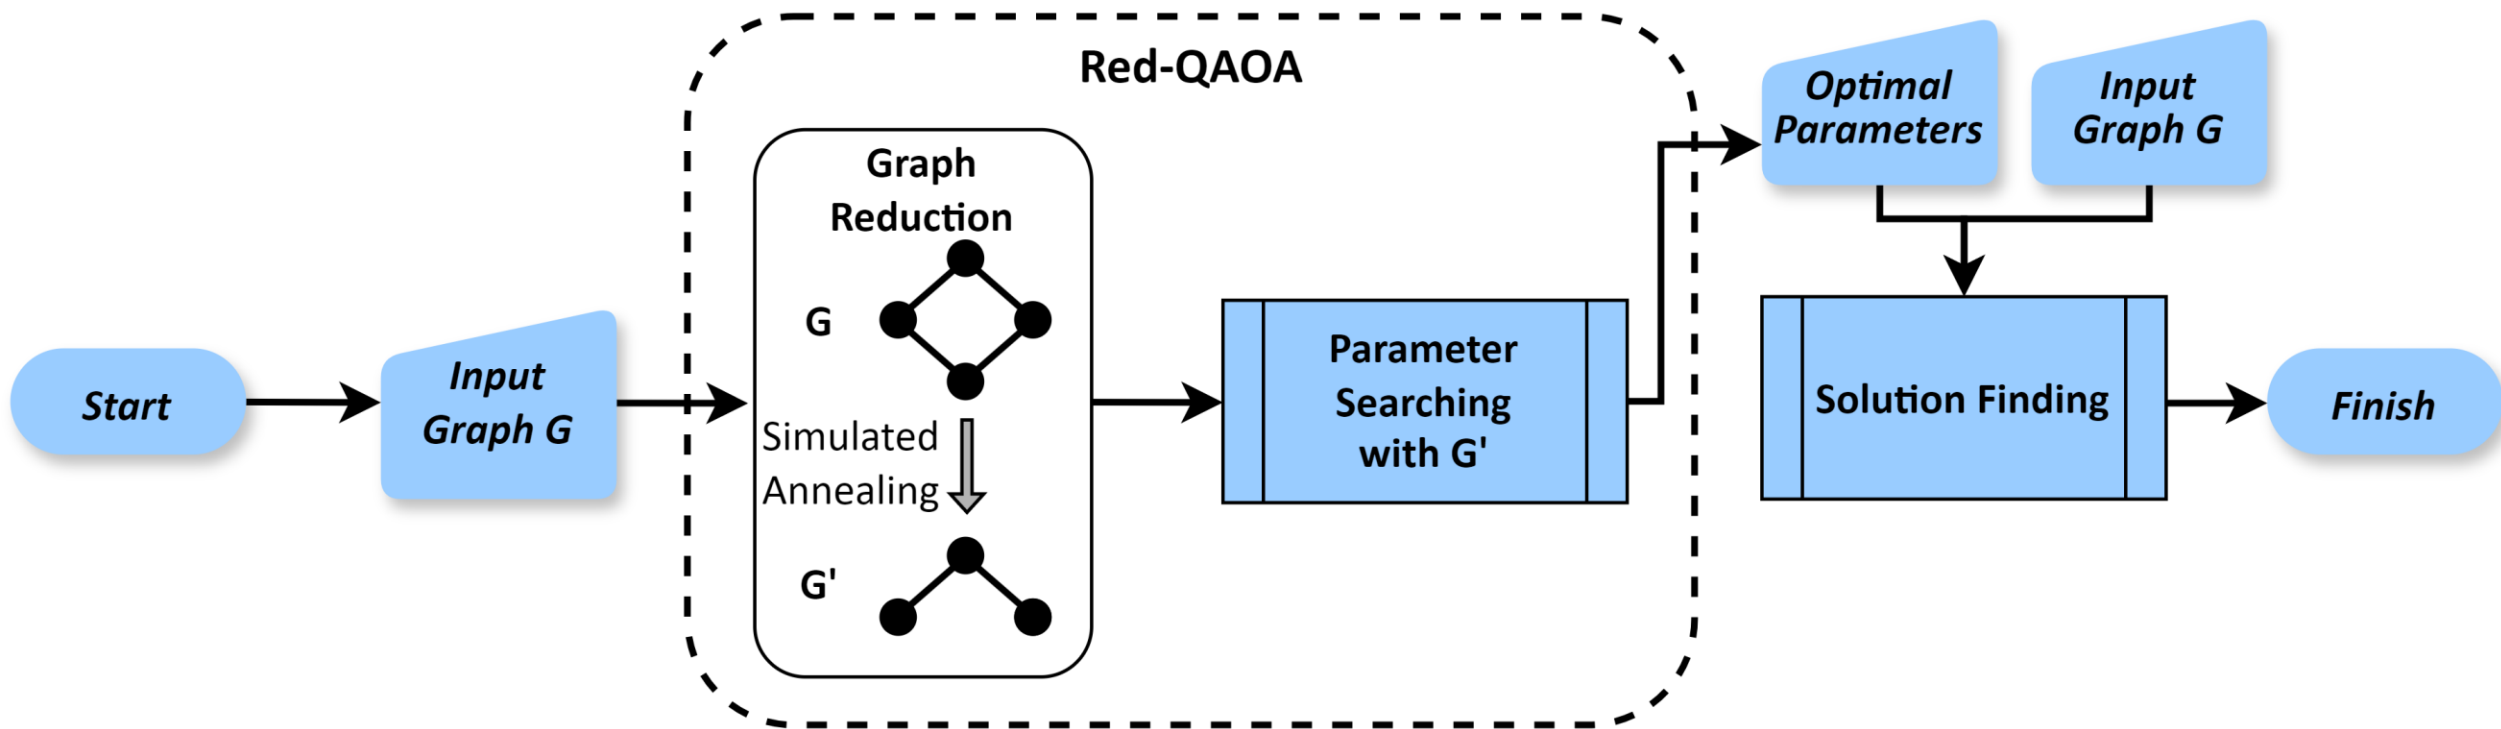 Start
Input
Graph G
Red-QAOA
Graph
Reduction
G
Simulated
Annealing
G'
Parameter
Searching
with G'
Optimal
Parameters
Input
Graph G
Solution Finding
Finish